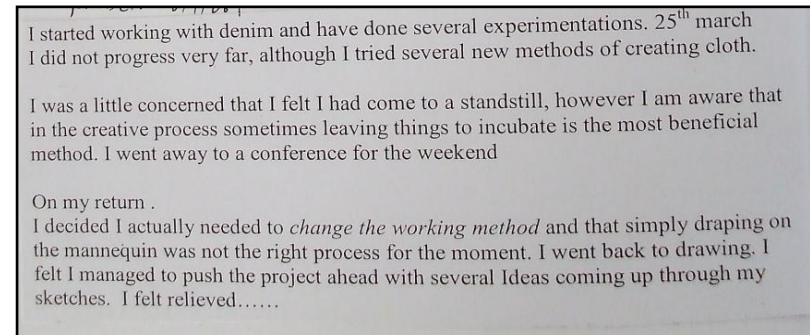 I started working with denim and have done several experimentations. 25th march
I did not progress very far, although I tried several new methods of creating cloth.
I was a little concerned that I felt I had come to a standstill, however I am aware that
in the creative process sometimes leaving things to incubate is the most beneficial
method. I went away to a conference for the weekend
On my return .
I decided I actually needed to change the working method and that simply draping on
the mannequin was not the right process for the moment. I went back to drawing. I
felt I managed to push the project ahead with several Ideas coming up through my
sketches.  I felt relieved……